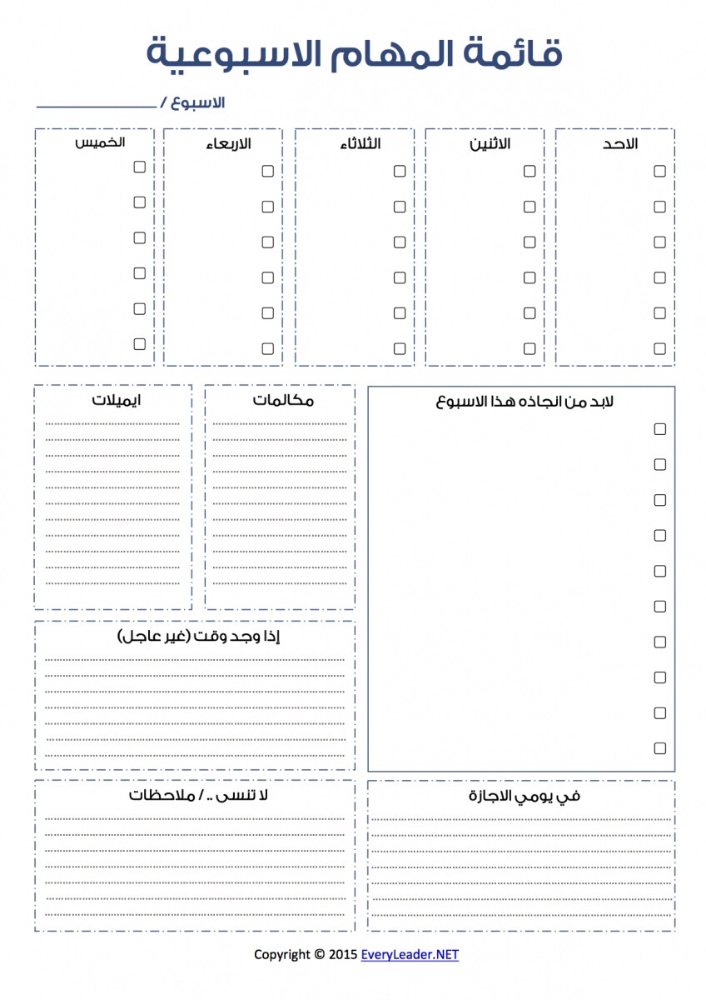 قائمة المهام الاسبوعية
الاسبوع / ______________
الاحد
الاثنين
الثلاثاء
الاربعاء
الخميس
لابد من انجاذه هذا الاسبوع
مكالمات
ايميلات
إذا وجد وقت (غير عاجل)
في يومي الاجازة
لا تنسى .. / ملاحظات
Copyright © 2015 EveryLeader.NET